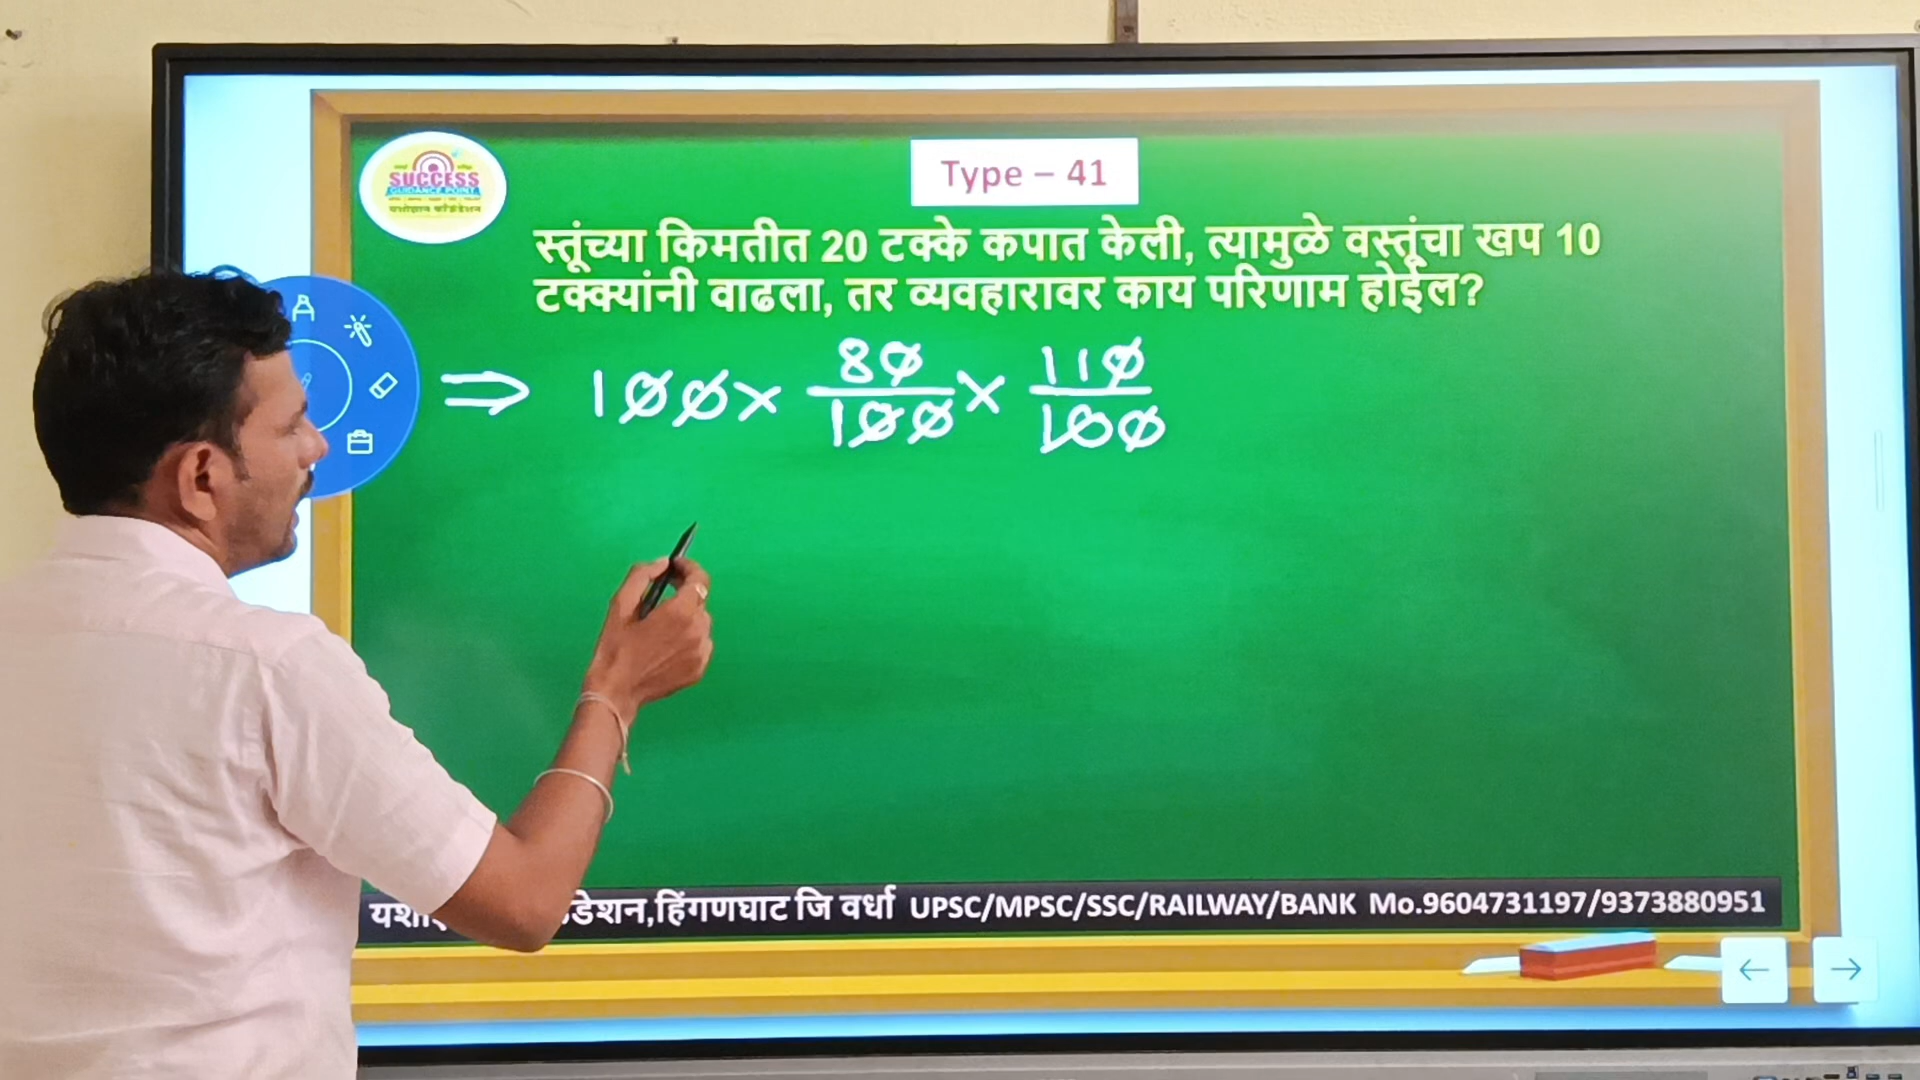 Type – 41
SUCCESS
GUIDANCE POINT
यशोज्ञान फाऊंडेशन
स्तूंच्या किमतीत 20 टक्के कपात केली, त्यामुळे वस्तूंचा खप 10
टक्क्यांनी वाढला, तर व्यवहारावर काय परिणाम होईल?
⇒ 100 × 80/100 × 110/100
डेशन,हिंगणघाट जि वर्धा UPSC/MPSC/SSC/RAILWAY/BANK Mo.9604731197/9373880951